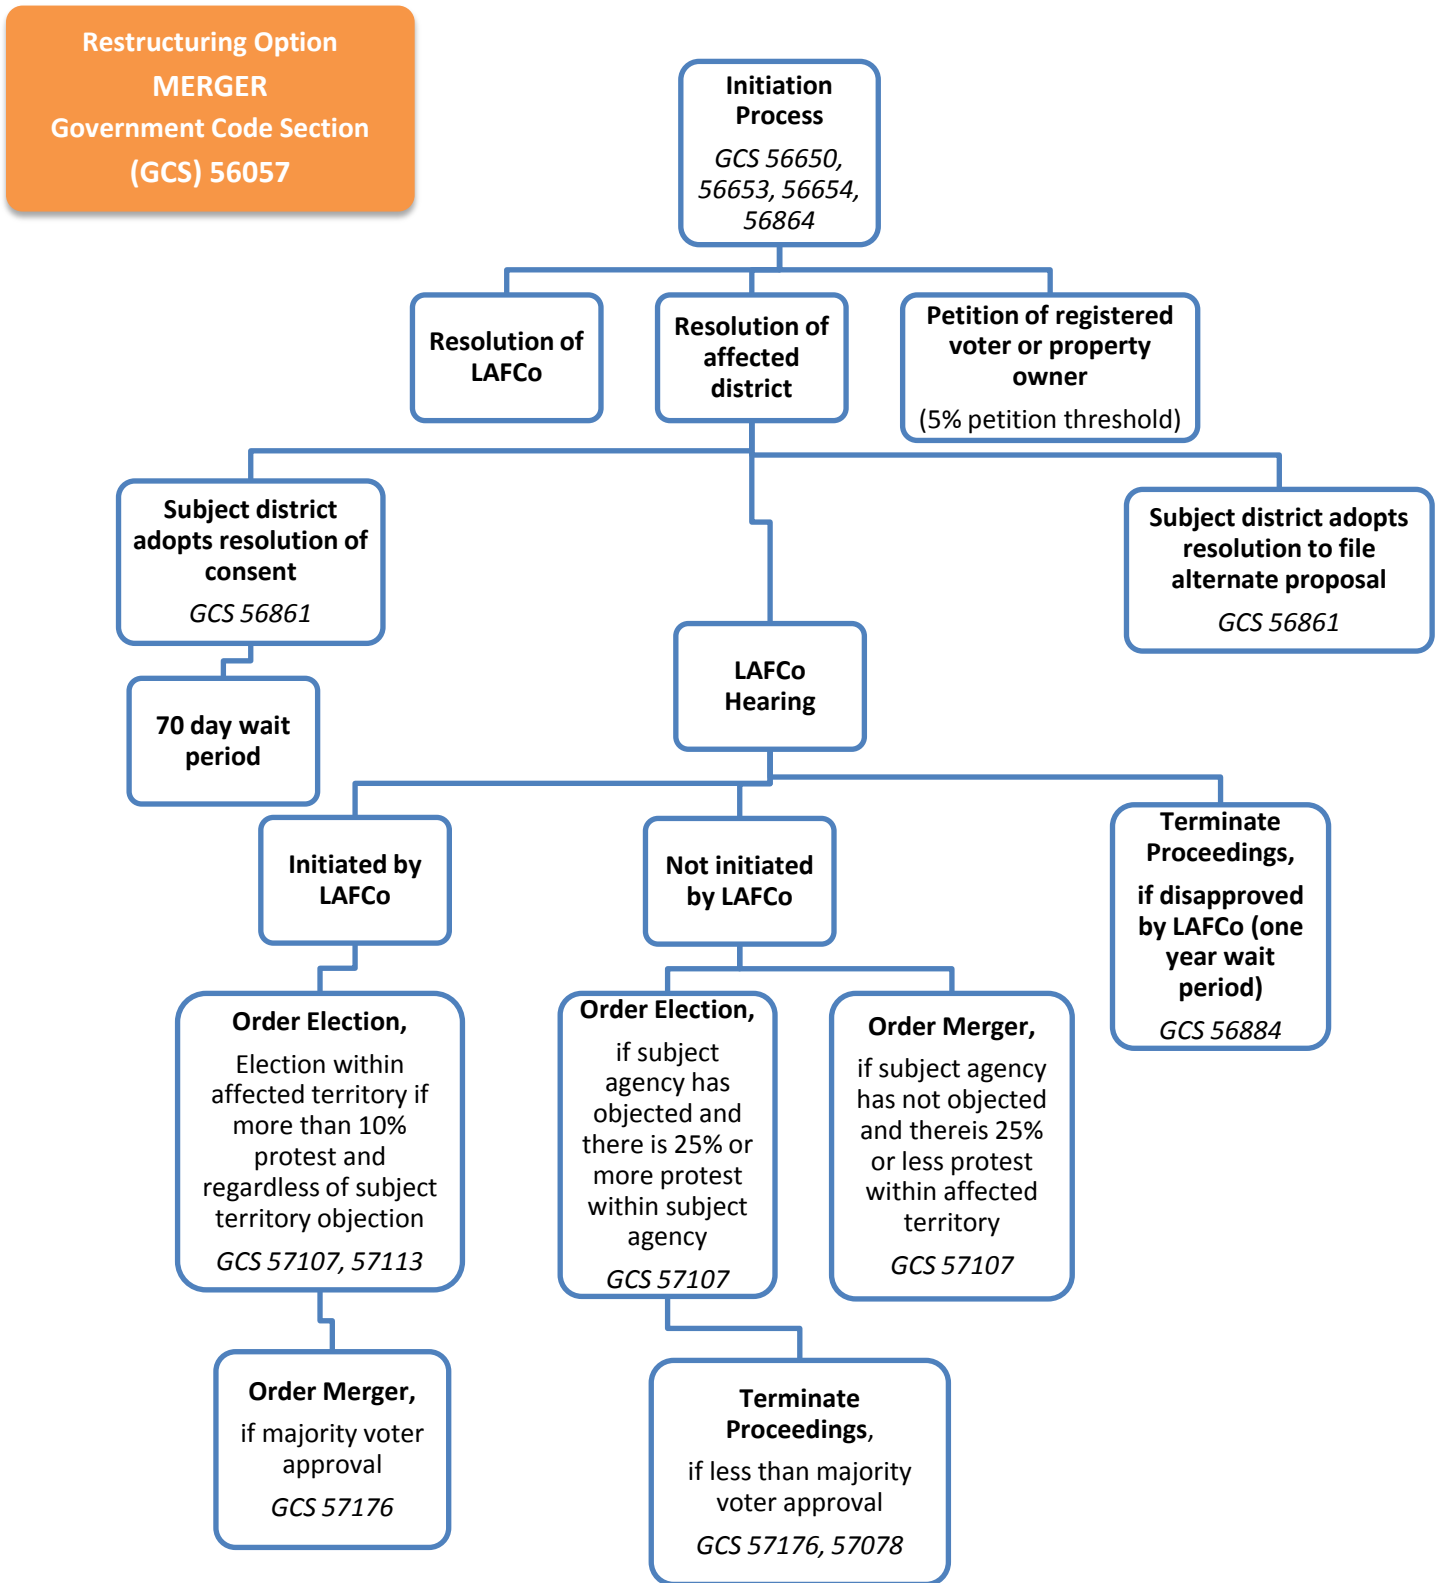 Restructuring Option
MERGER
Government Code Section
(GCS) 56057
Initiation
Process
GCS 56650,
56653, 56654,
56864
Resolution of
LAFCo
Resolution of
affected
district
Petition of registered
voter or property
owner
(5% petition threshold)
Subject district
adopts resolution of
consent
GCS 56861
Subject district adopts
resolution to file
alternate proposal
GCS 56861
70 day wait
period
LAFCo
Hearing
Initiated by
LAFCo
Not initiated
by LAFCo
Terminate
Proceedings,
if disapproved
by LAFCo (one
year wait
period)
GCS 56884
Order Election,
Election within
affected territory if
more than 10%
protest and
regardless of subject
territory objection
GCS 57107, 57113
Order Election,
if subject
agency has
objected and
there is 25% or
more protest
within subject
agency
GCS 57107
Order Merger,
if subject agency
has not objected
and thereis 25%
or less protest
within affected
territory
GCS 57107
Order Merger,
if majority voter
approval
GCS 57176
Terminate
Proceedings,
if less than majority
voter approval
GCS 57176, 57078